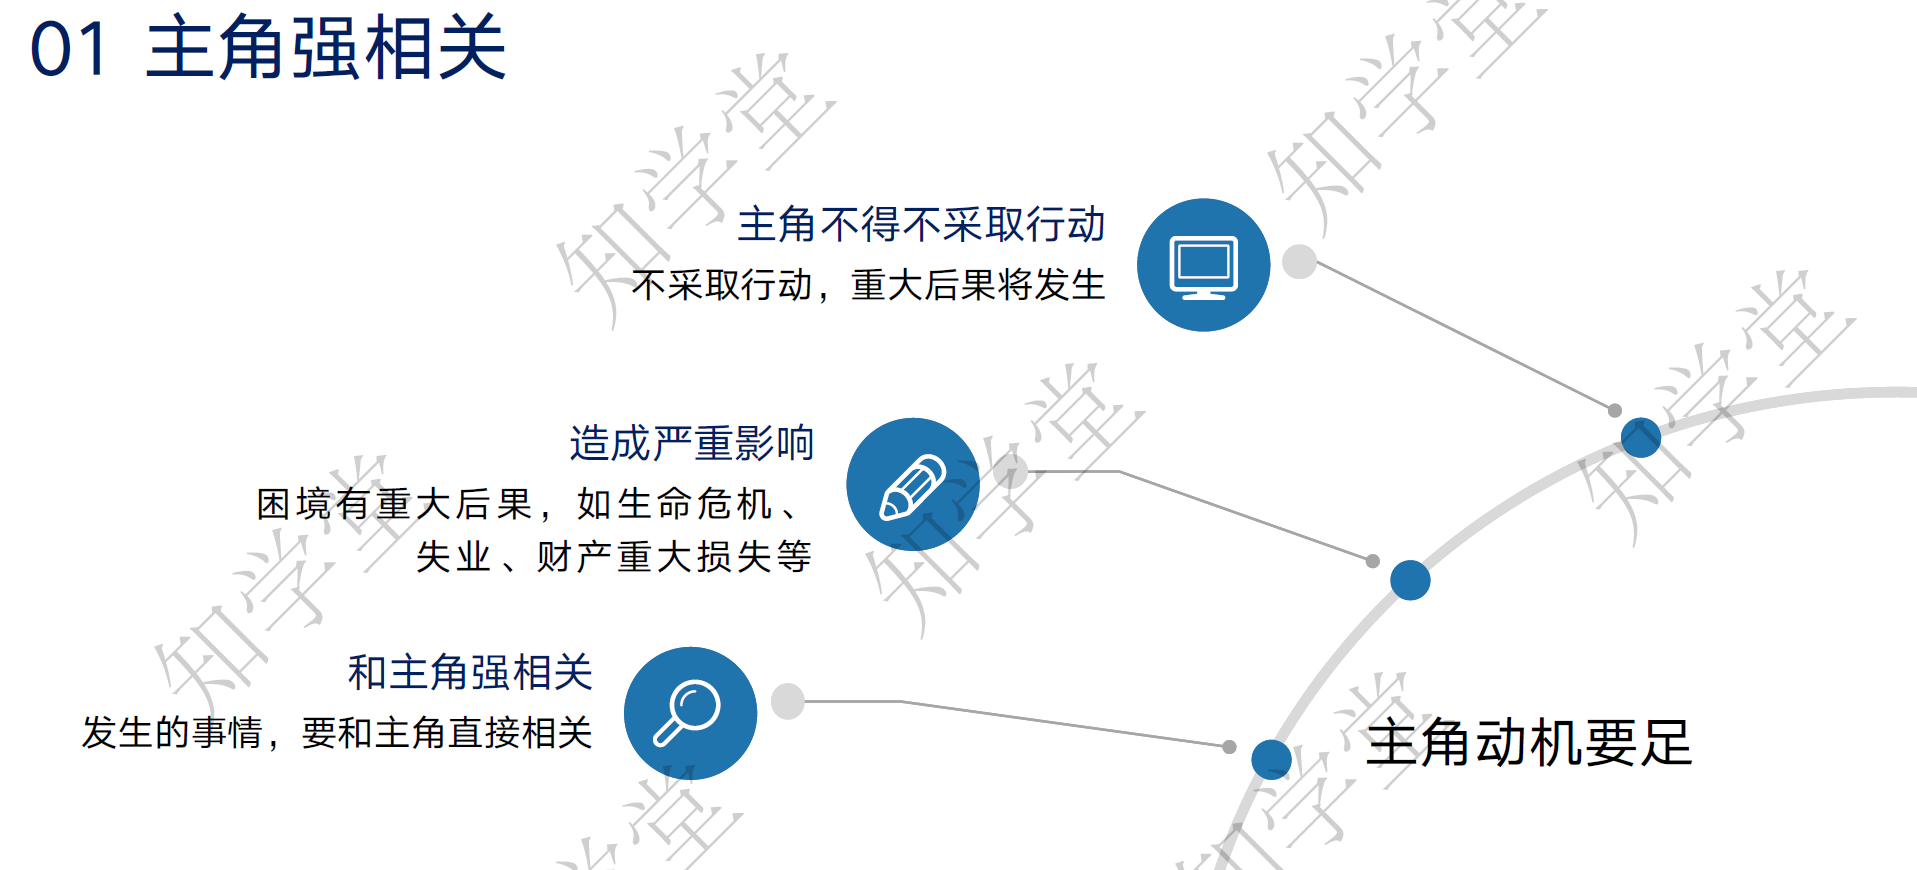 01 主角强相关
主角不得不采取行动
不采取行动，重大后果将发生
造成严重影响
困境有重大后果，如生命危机、
失业、财产重大损失等
和主角强相关
发生的事情，要和主角直接相关
主角动机要足
知学堂
知学堂
知学堂
知学堂
知学堂
知学堂
知学堂